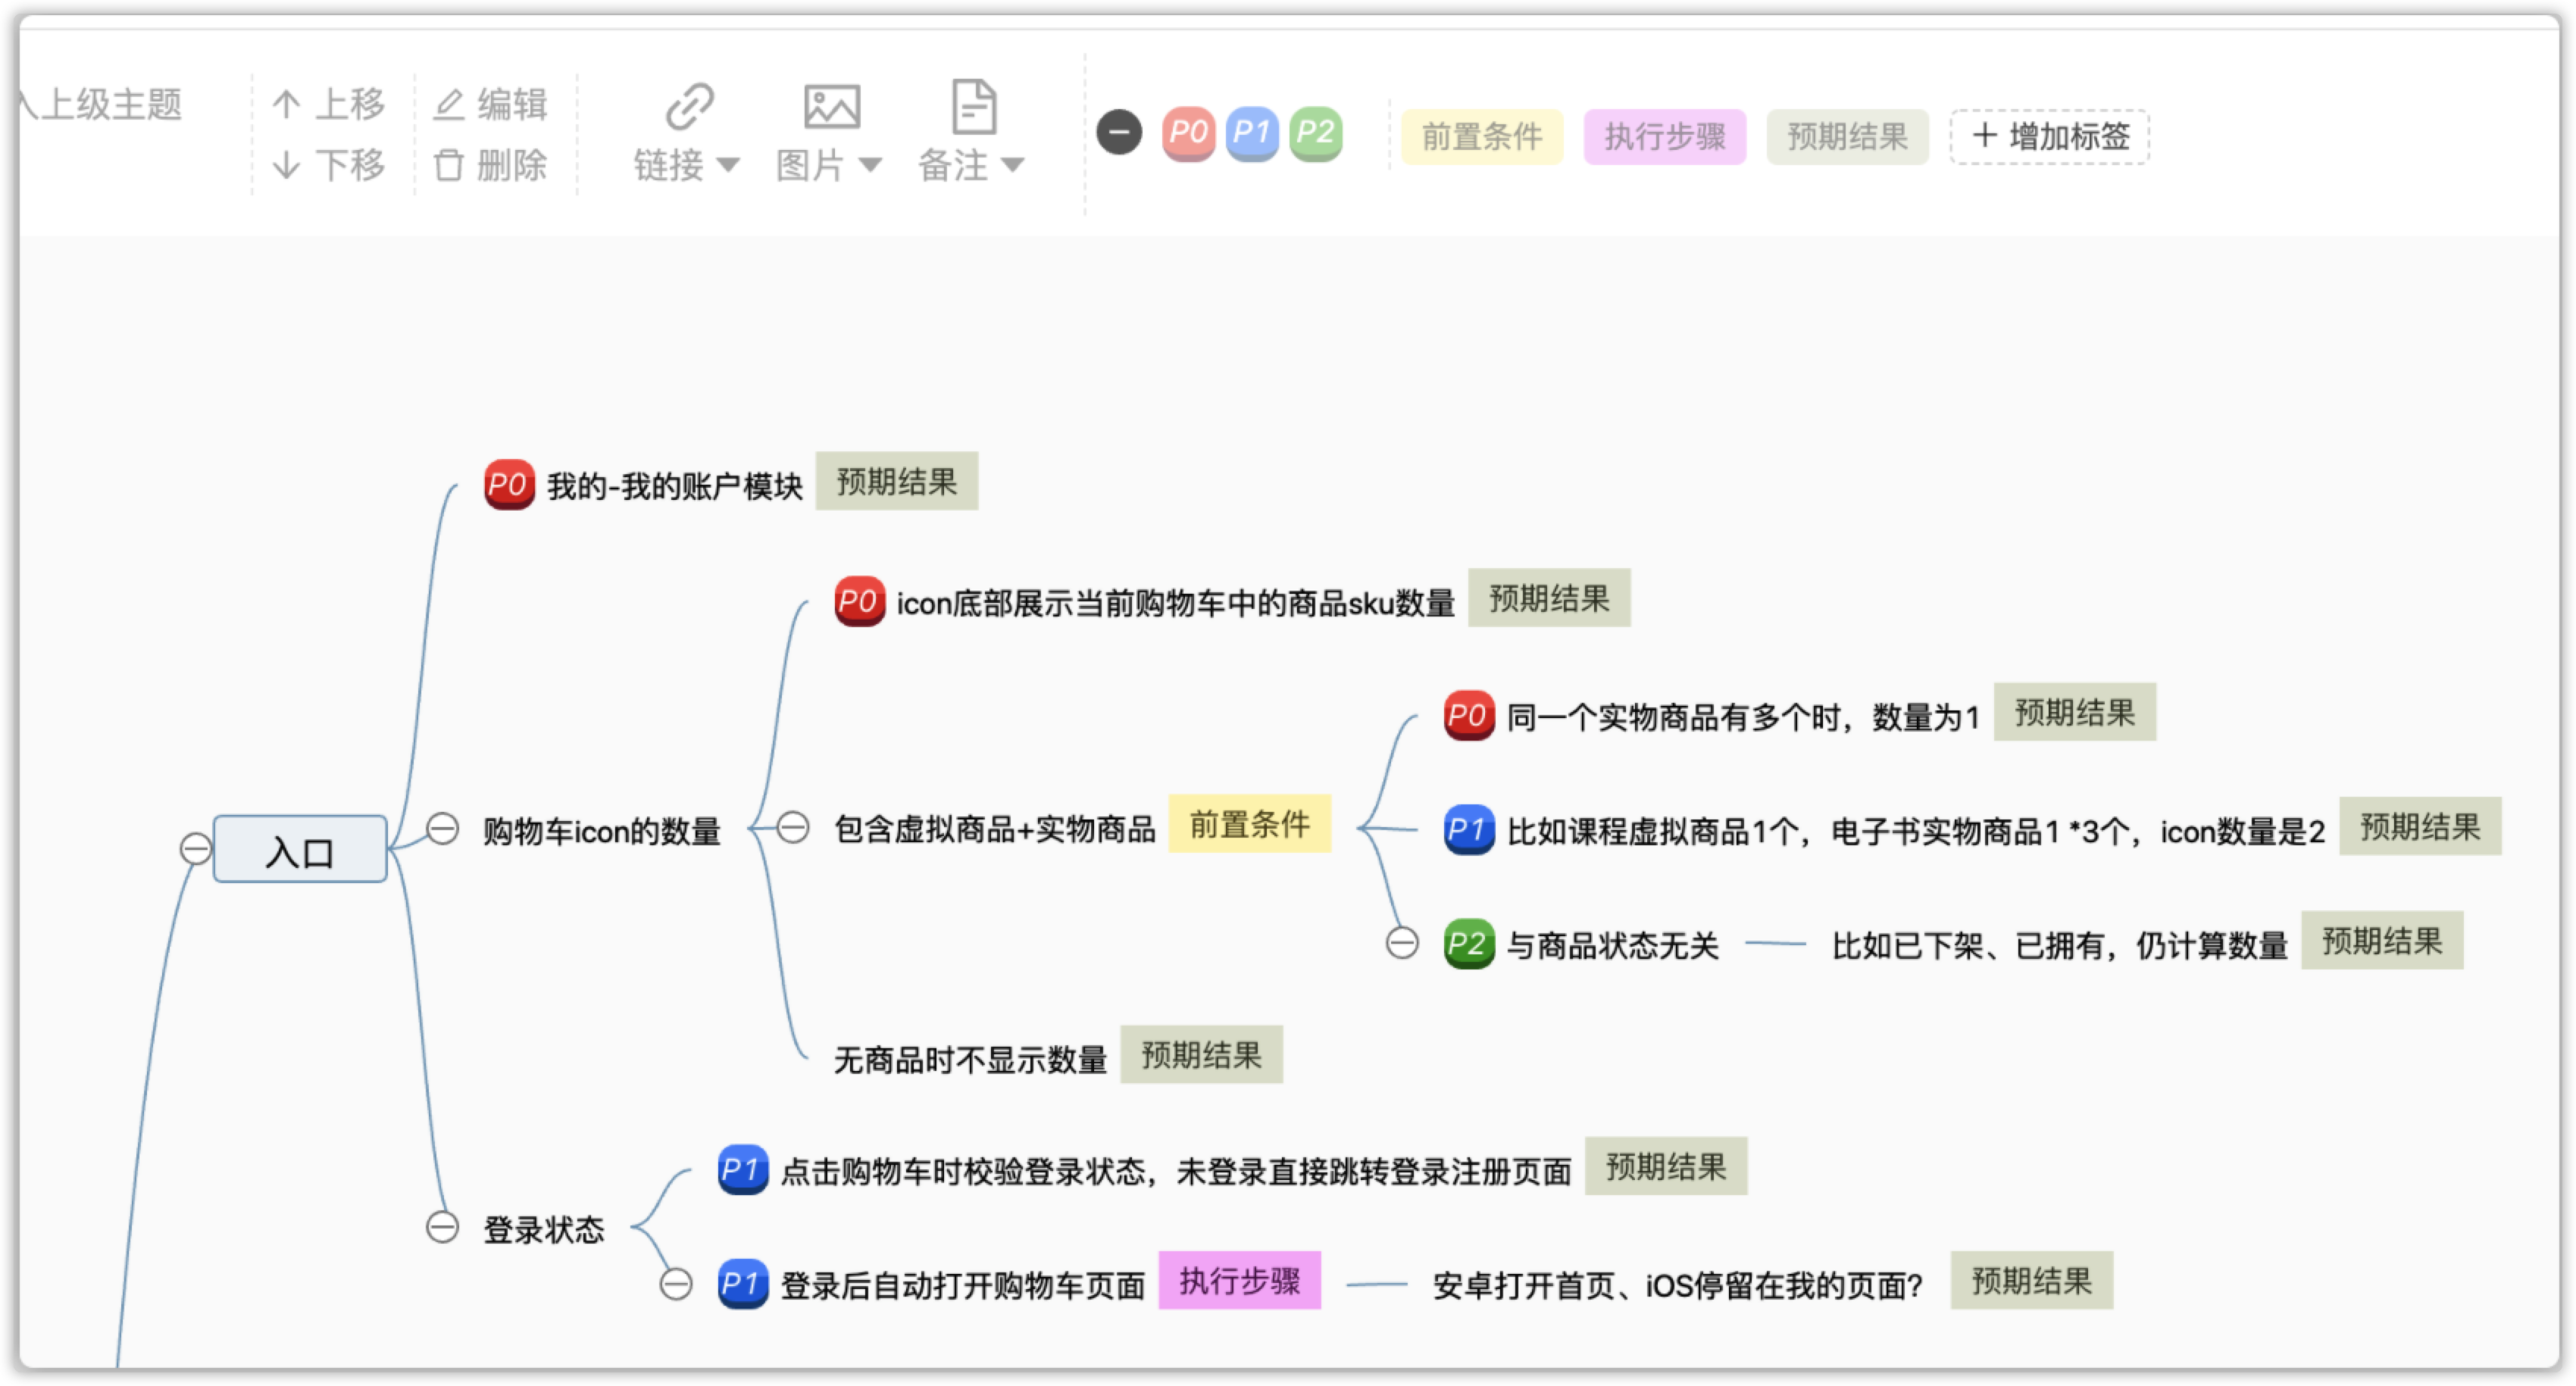 入上级主题
上移
编辑
下移
删除
链接
图片
备注
P0 P1 P2
前置条件
执行步骤
预期结果
+ 增加标签
P0 我的-我的账户模块 预期结果
P0 icon底部展示当前购物车中的商品sku数量 预期结果
P0 同一个实物商品有多个时，数量为1 预期结果
入口
购物车icon的数量
包含虚拟商品+实物商品 前置条件
P1 比如课程虚拟商品1个，电子书实物商品1 *3个，icon数量是2 预期结果
P2 与商品状态无关
比如已下架、已拥有，仍计算数量 预期结果
无商品时不显示数量 预期结果
登录状态
P1 点击购物车时校验登录状态，未登录直接跳转登录注册页面 预期结果
P1 登录后自动打开购物车页面 执行步骤
安卓打开首页、iOS停留在我的页面? 预期结果